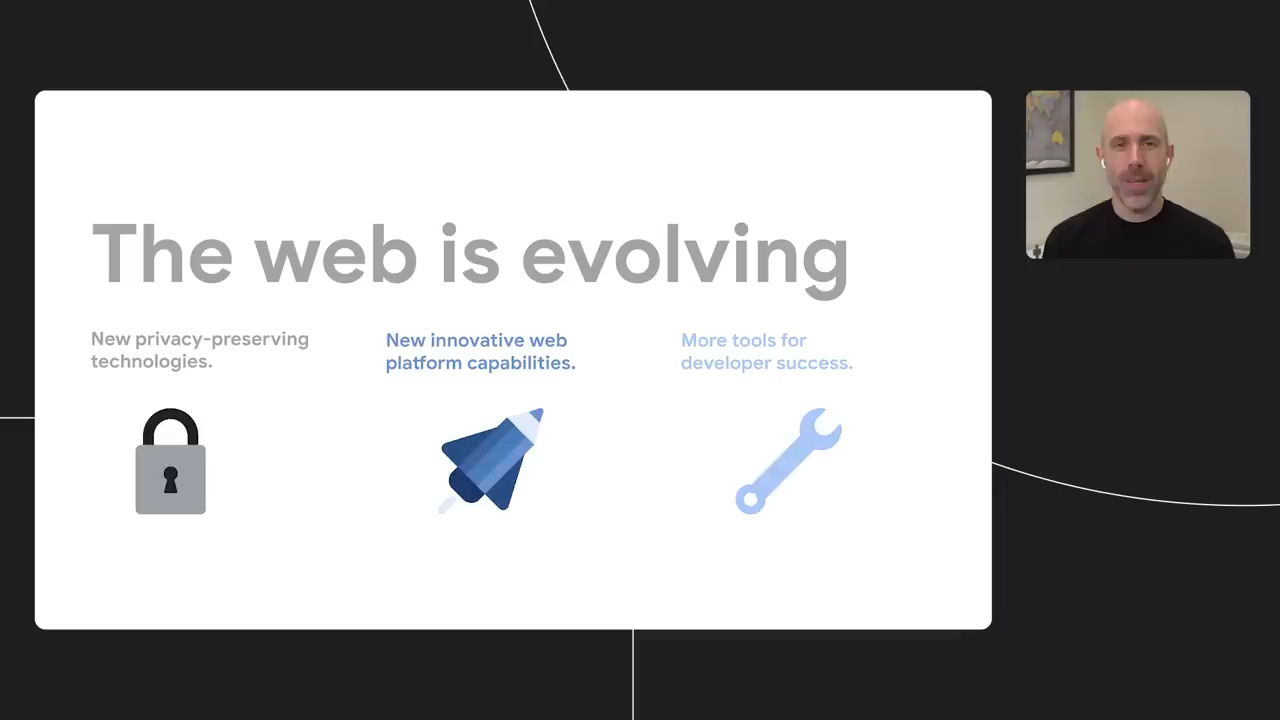 The web is evolving
New privacy-preserving
technologies.
New innovative web
platform capabilities.
More tools for
developer success.